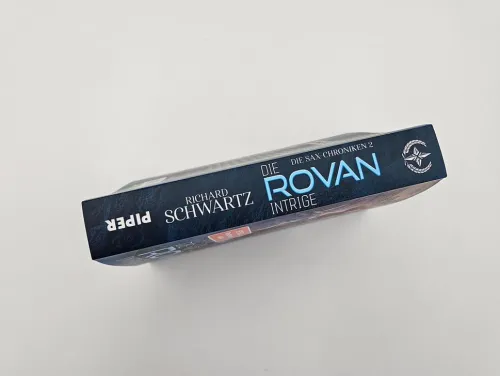 PIPER
RICHARD
SCHWARTZ
DIE SAX-CHRONIKEN 2
DIE
ROVAN
INTRIGE